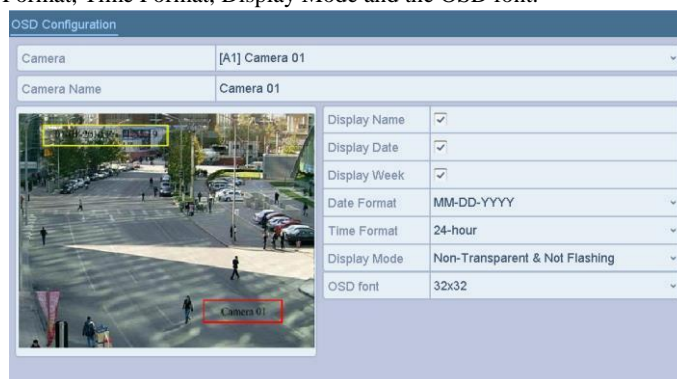 Format, Time Format, Display Mode and the OSD font.
OSD Configuration
Camera
[A1] Camera 01
Camera Name
Camera 01
Display Name
Display Date
Display Week
Date Format
MM-DD-YYYY
Time Format
24-hour
Display Mode
Non-Transparent & Not Flashing
OSD font
32x32
Camera 01